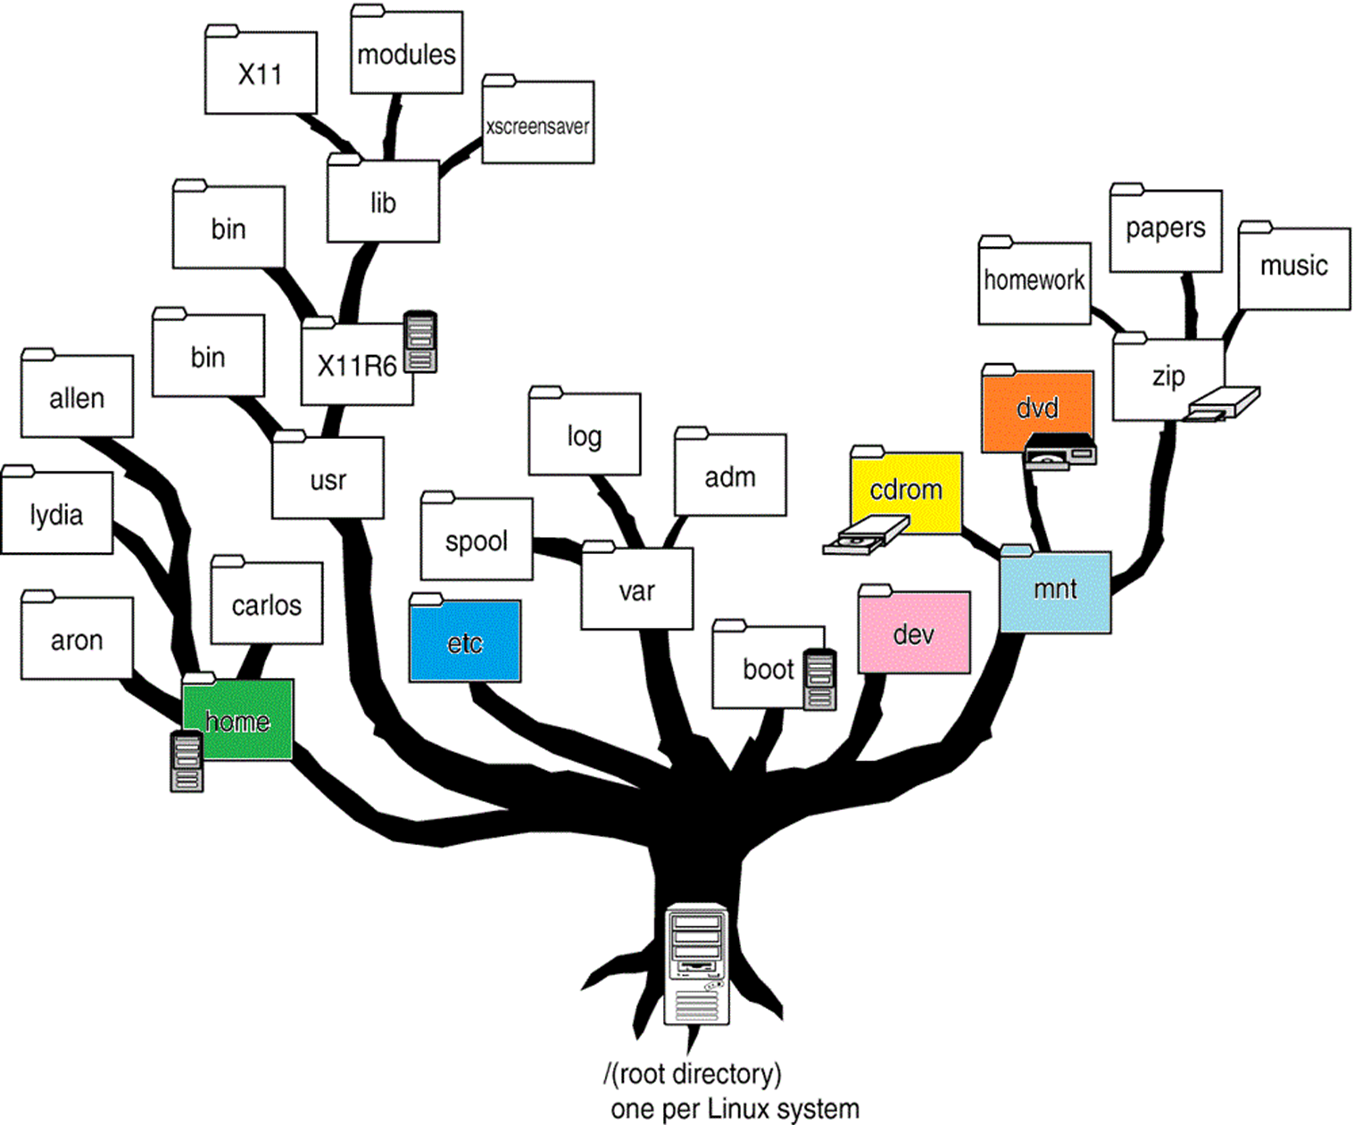 modules
X11
xscreensaver
lib
bin
papers
music
homework
bin
X11R6
zip
allen
dvd
log
usr
adm
cdrom
lydia
spool
var
mnt
carlos
aron
etc
dev
boot
home
/(root directory)
one per Linux system